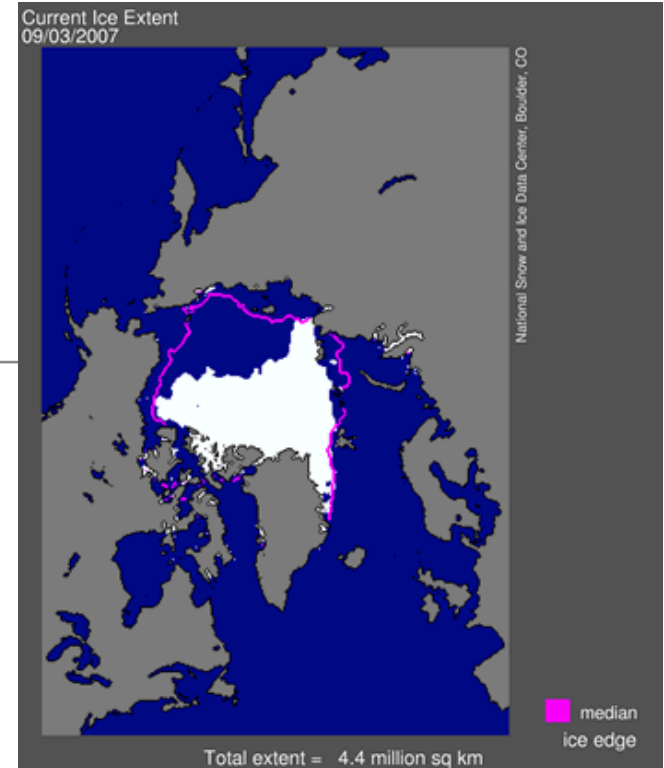 Current Ice Extent
09/03/2007
National Snow and Ice Data Center, Boulder, CO
median
ice edge
Total extent = 4.4 million sq km